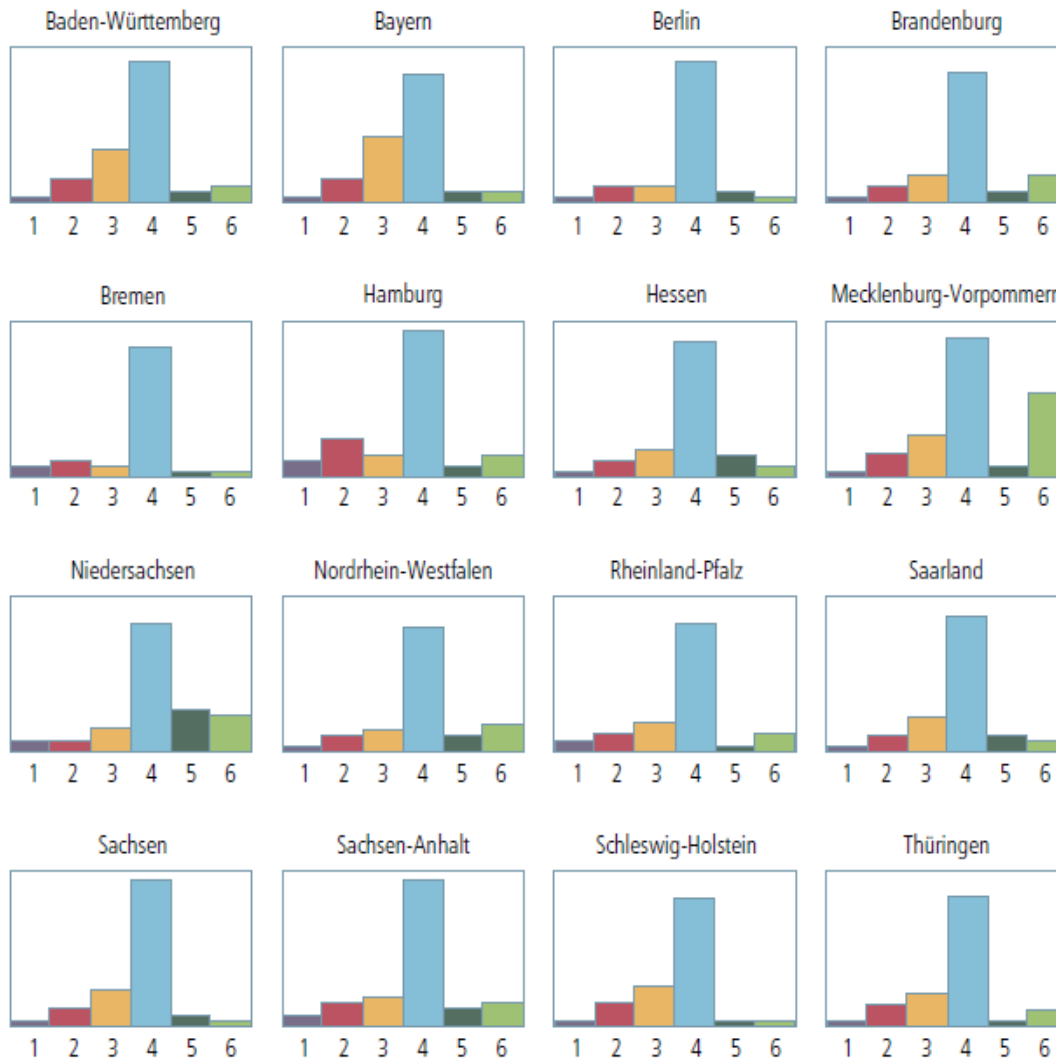 Baden-Württemberg Bayern Berlin Brandenburg
1 2 3 4 5 6 1 2 3 4 5 6 1 2 3 4 5 6 1 2 3 4 5 6
Bremen Hamburg Hessen Mecklenburg-Vorpommern
1 2 3 4 5 6 1 2 3 4 5 6 1 2 3 4 5 6 1 2 3 4 5 6
Niedersachsen Nordrhein-Westfalen Rheinland-Pfalz Saarland
1 2 3 4 5 6 1 2 3 4 5 6 1 2 3 4 5 6 1 2 3 4 5 6
Sachsen Sachsen-Anhalt Schleswig-Holstein Thüringen
1 2 3 4 5 6 1 2 3 4 5 6 1 2 3 4 5 6 1 2 3 4 5 6